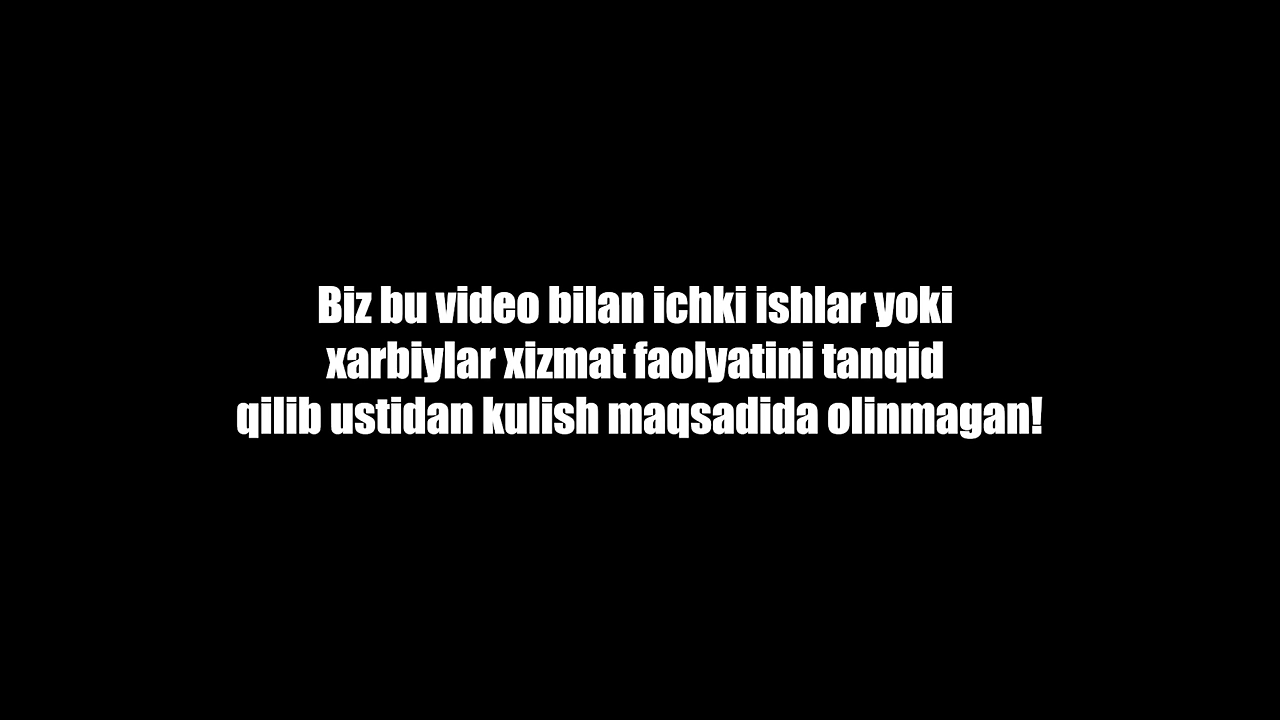 Biz bu video bilan ichki ishlar yoki
xarbiylar xizmat faolyatini tanqid
qilib ustidan kulish maqsadida olinmagan!